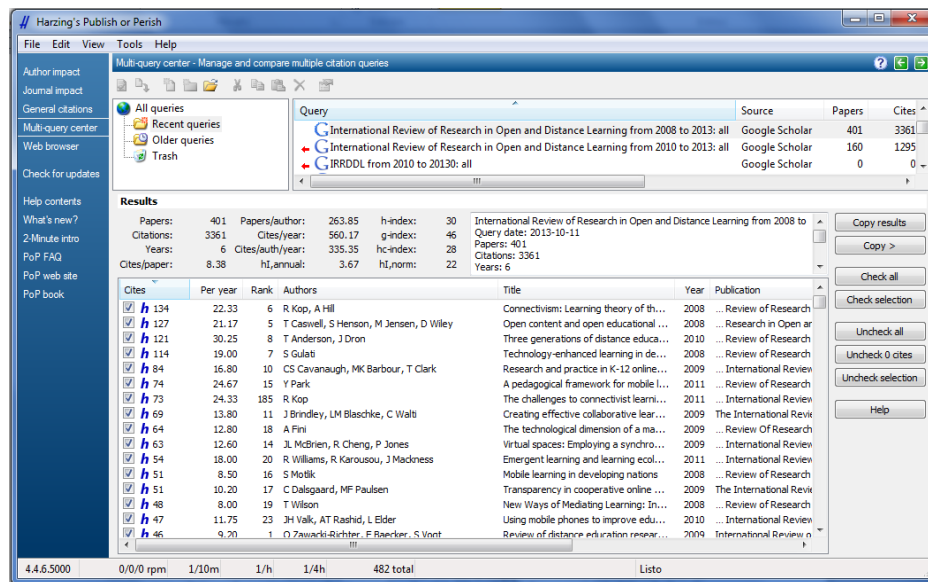 Harzing's Publish or Perish
File Edit View Tools Help
Author impact
Journal impact
General citations
Multi-query center
Web browser
Check for updates
Help contents
What's new?
2-Minute intro
PoP FAQ
PoP web site
PoP book
Multi-query center - Manage and compare multiple citation queries
All queries
Recent queries
Older queries
Trash
Query Source Papers Cites
International Review of Research in Open and Distance Learning from 2008 to 2013: all Google Scholar 401 3361
International Review of Research in Open and Distance Learning from 2010 to 2013: all Google Scholar 160 1295
IRRDDL from 2010 to 20130: all Google Scholar 0 0
Results
Papers: 401 Papers/author: 263.85 h-index: 30
Citations: 3361 Cites/year: 560.17 g-index: 46
Years: 6 Cites/auth/year: 335.35 hc-index: 28
Cites/paper: 8.38 hI,annual: 3.67 hI,norm: 22
International Review of Research in Open and Distance Learning from 2008 to
Query date: 2013-10-11
Papers: 401
Citations: 3361
Years: 6
Copy results
Copy >
Check all
Check selection
Uncheck all
Uncheck 0 cites
Uncheck selection
Help
Cites Per year Rank Authors Title Year Publication
h 134 22.33 6 R Kop, A Hill Connectivism: Learning theory of th... 2008 ... Review of Research
h 127 21.17 5 T Caswell, S Henson, M Jensen, D Wiley Open content and open educational ... 2008 ... Research in Open ar
h 121 30.25 8 T Anderson, J Dron Three generations of distance educa... 2010 ... Review of Research
h 114 19.00 7 S Gulati Technology-enhanced learning in de... 2008 ... Review of Research
h 84 16.80 10 CS Cavanaugh, MK Barbour, T Clark Research and practice in K-12 online... 2009 ... International Review
h 74 24.67 15 Y Park A pedagogical framework for mobile l... 2011 ... Review of Research
h 73 24.33 185 R Kop The challenges to connectivist learni... 2011 ... International Review
h 69 13.80 11 J Brindley, LM Blaschke, C Walti Creating effective collaborative lear... 2009 The International Revie
h 64 12.80 18 A Fini The technological dimension of a ma... 2009 ... Review Of Research
h 63 12.60 14 JL McBrien, R Cheng, P Jones Virtual spaces: Employing a synchro... 2009 ... International Review
h 54 18.00 20 R Williams, R Karousou, J Mackness Emergent learning and learning ecol... 2011 ... International Review
h 51 8.50 16 S Motlik Mobile learning in developing nations 2008 ... Review of Research
h 51 10.20 17 C Dalsgaard, MF Paulsen Transparency in cooperative online ... 2009 The International Revie
h 48 8.00 19 T Wilson New Ways of Mediating Learning: In... 2008 ... Review of Research
h 47 11.75 23 JH Valk, AT Rashid, L Elder Using mobile phones to improve edu... 2010 ... International Review
h 46 9.20 1 O Zawacki-Richter, E Baecker, S Vogt Review of distance education resear... 2009 International Review o
4.4.6.5000 0/0/0 rpm 1/10m 1/h 1/4h 482 total Listo